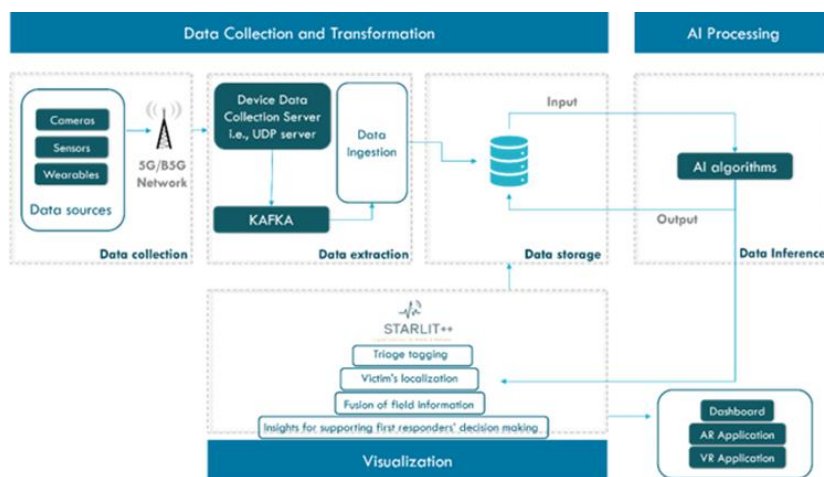 Data Collection and Transformation
AI Processing
Cameras
Sensors
Wearables
Data sources
5G/B5G
Network
Data collection
Device Data
Collection Server
i.e., UDP server
KAFKA
Data
Ingestion
Data extraction
Data storage
Input
Output
AI algorithms
Data Inference
STARLIT++
Triage tagging
Victim's localization
Fusion of field information
Insights for supporting first responders' decision making
Visualization
Dashboard
AR Application
VR Application